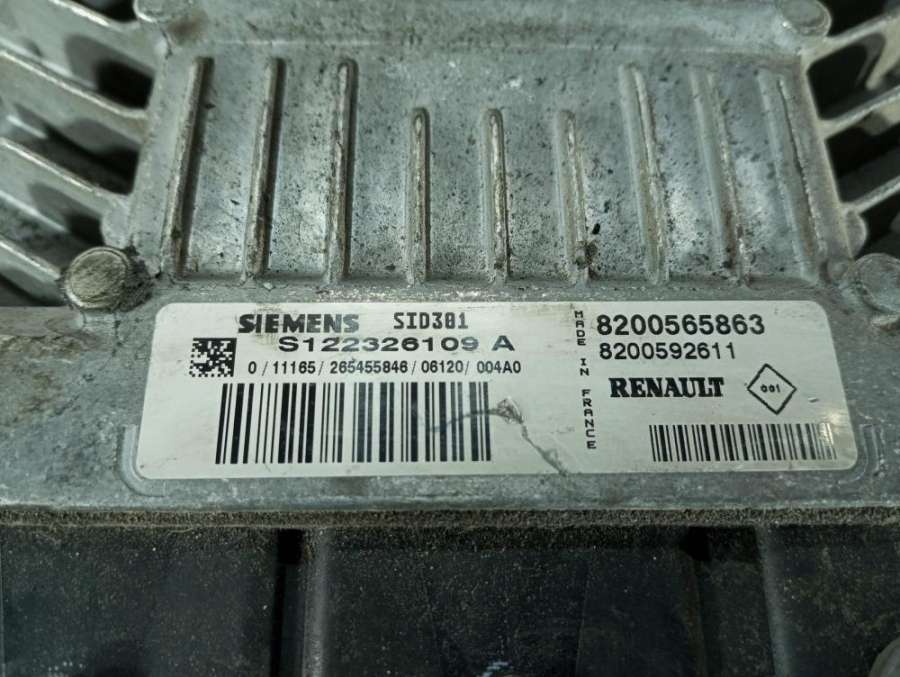 SIEMENS SID301
S122326109 A
0/11165/265455846/06120/004A0
MADE IN FRANCE
8200565863
8200592611
RENAULT 001